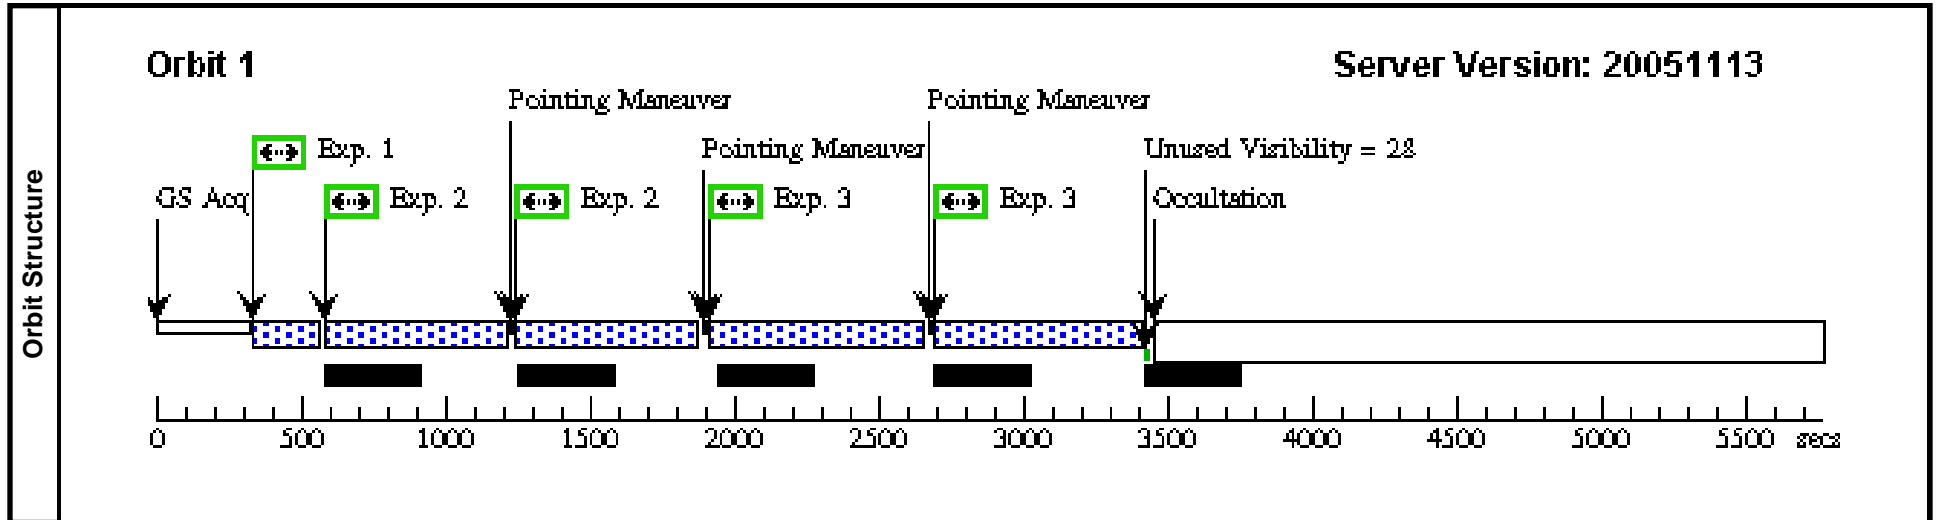 Orbit Structure
Orbit 1
Server Version: 20051113
Pointing Maneuver
Pointing Maneuver
Exp. 1
Pointing Maneuver
Unused Visibility = 28
GS Acq
Exp. 2
Exp. 2
Exp. 3
Exp. 3
Occultation
0 500 1000 1500 2000 2500 3000 3500 4000 4500 5000 5500 secs